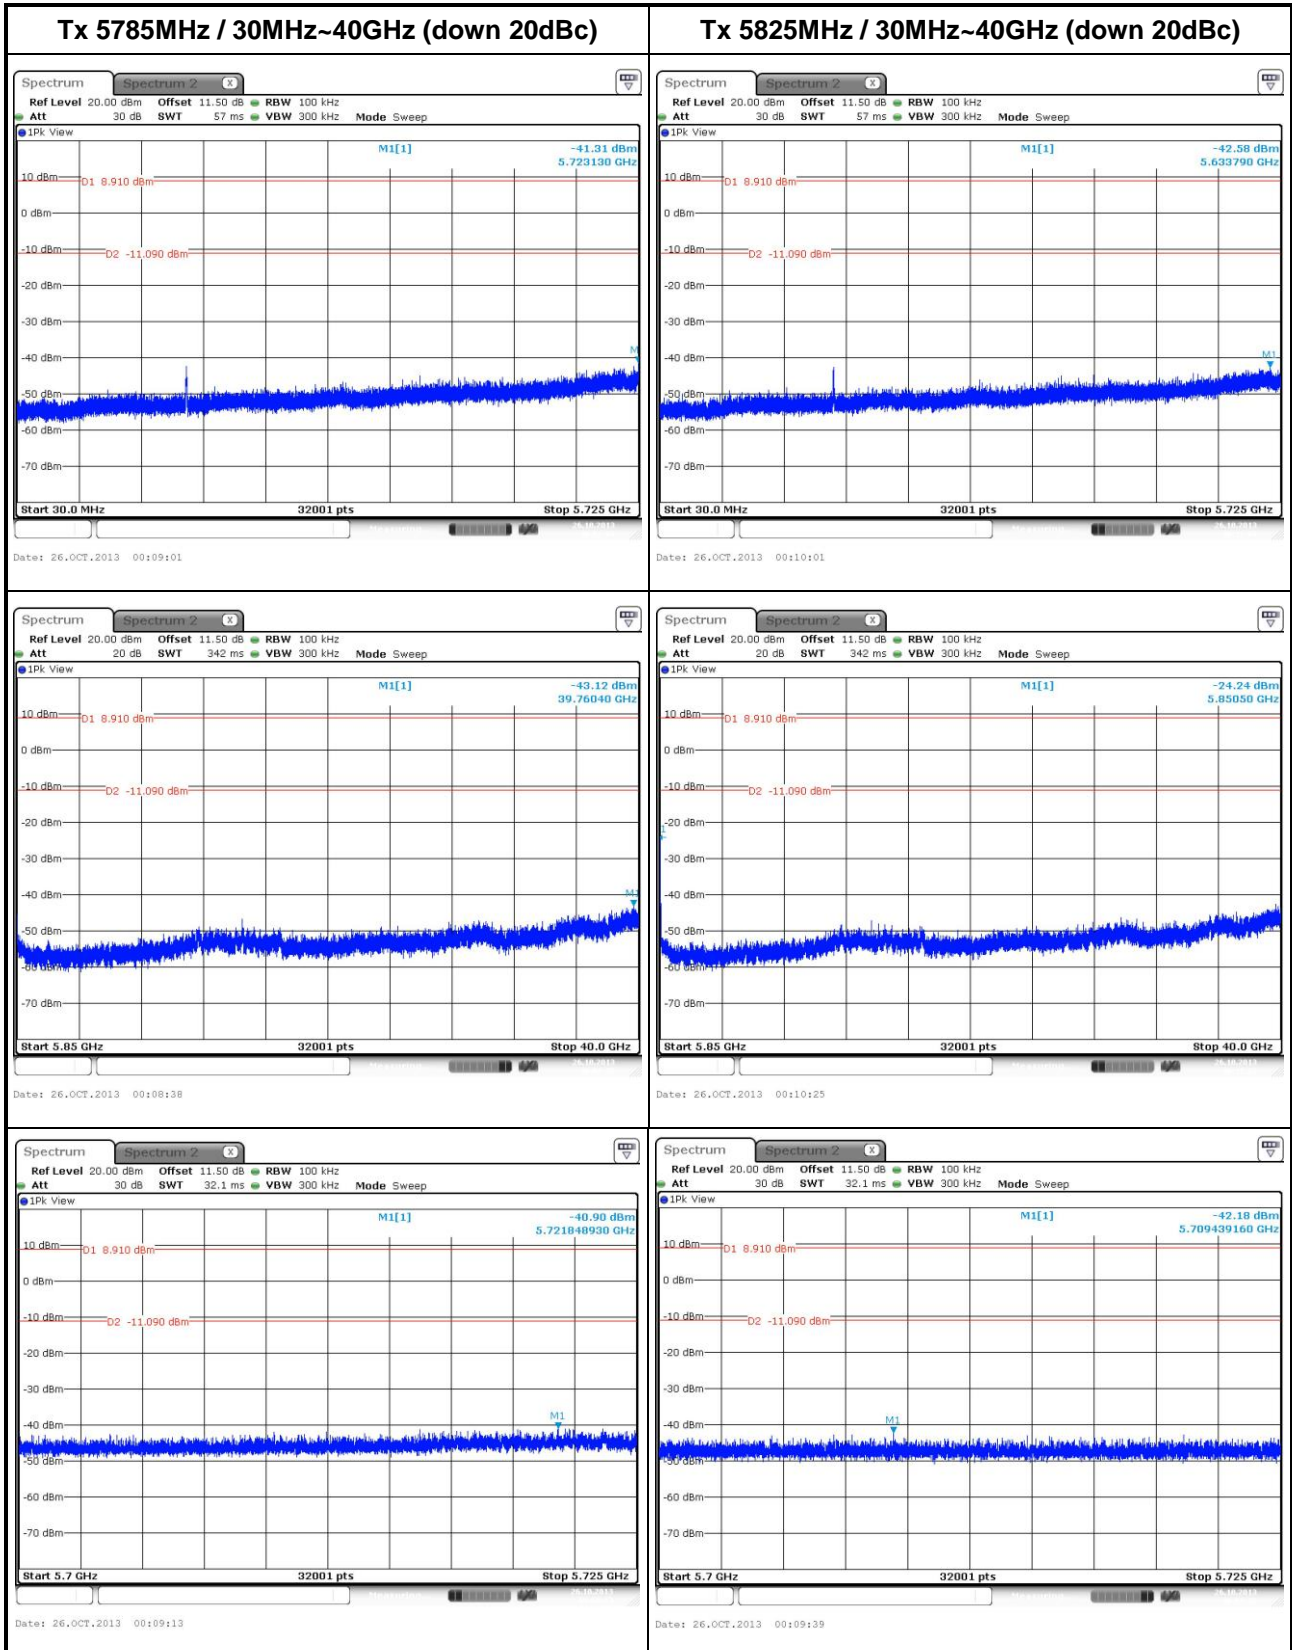 Tx 5785MHz / 30MHz~40GHz (down 20dBc)
Tx 5825MHz / 30MHz~40GHz (down 20dBc)
Spectrum Spectrum 2 X
Ref Level 20.00 dBm Offset 11.50 dB RBW 100 kHz
Att 30 dB SWT 57 ms VBW 300 kHz Mode Sweep
1Pk View
M1[1] -41.31 dBm
5.723130 GHz
10 dBm
D1 8.910 dBm
0 dBm
-10 dBm
D2 -11.090 dBm
-20 dBm
-30 dBm
-40 dBm
M
-50 dBm
-60 dBm
-70 dBm
Start 30.0 MHz 32001 pts Stop 5.725 GHz
Date: 26.OCT.2013 00:09:01
Spectrum Spectrum 2 X
Ref Level 20.00 dBm Offset 11.50 dB RBW 100 kHz
Att 30 dB SWT 57 ms VBW 300 kHz Mode Sweep
1Pk View
M1[1] -42.58 dBm
5.633790 GHz
10 dBm
D1 8.910 dBm
0 dBm
-10 dBm
D2 -11.090 dBm
-20 dBm
-30 dBm
-40 dBm
M1
-50 dBm
-60 dBm
-70 dBm
Start 30.0 MHz 32001 pts Stop 5.725 GHz
Date: 26.OCT.2013 00:10:01
Spectrum Spectrum 2 X
Ref Level 20.00 dBm Offset 11.50 dB RBW 100 kHz
Att 20 dB SWT 342 ms VBW 300 kHz Mode Sweep
1Pk View
M1[1] -43.12 dBm
39.76040 GHz
10 dBm
D1 8.910 dBm
0 dBm
-10 dBm
D2 -11.090 dBm
-20 dBm
-30 dBm
-40 dBm
M1
-50 dBm
-60 dBm
-70 dBm
Start 5.85 GHz 32001 pts Stop 40.0 GHz
Date: 26.OCT.2013 00:08:38
Spectrum Spectrum 2 X
Ref Level 20.00 dBm Offset 11.50 dB RBW 100 kHz
Att 20 dB SWT 342 ms VBW 300 kHz Mode Sweep
1Pk View
M1[1] -24.24 dBm
5.85050 GHz
10 dBm
D1 8.910 dBm
0 dBm
-10 dBm
D2 -11.090 dBm
-20 dBm
1
-30 dBm
-40 dBm
-50 dBm
-60 dBm
-70 dBm
Start 5.85 GHz 32001 pts Stop 40.0 GHz
Date: 26.OCT.2013 00:10:25
Spectrum Spectrum 2 X
Ref Level 20.00 dBm Offset 11.50 dB RBW 100 kHz
Att 30 dB SWT 32.1 ms VBW 300 kHz Mode Sweep
1Pk View
M1[1] -40.90 dBm
5.721848930 GHz
10 dBm
D1 8.910 dBm
0 dBm
-10 dBm
D2 -11.090 dBm
-20 dBm
-30 dBm
M1
-40 dBm
-50 dBm
-60 dBm
-70 dBm
Start 5.7 GHz 32001 pts Stop 5.725 GHz
Date: 26.OCT.2013 00:09:13
Spectrum Spectrum 2 X
Ref Level 20.00 dBm Offset 11.50 dB RBW 100 kHz
Att 30 dB SWT 32.1 ms VBW 300 kHz Mode Sweep
1Pk View
M1[1] -42.18 dBm
5.709439160 GHz
10 dBm
D1 8.910 dBm
0 dBm
-10 dBm
D2 -11.090 dBm
-20 dBm
-30 dBm
-40 dBm
M1
-50 dBm
-60 dBm
-70 dBm
Start 5.7 GHz 32001 pts Stop 5.725 GHz
Date: 26.OCT.2013 00:09:39